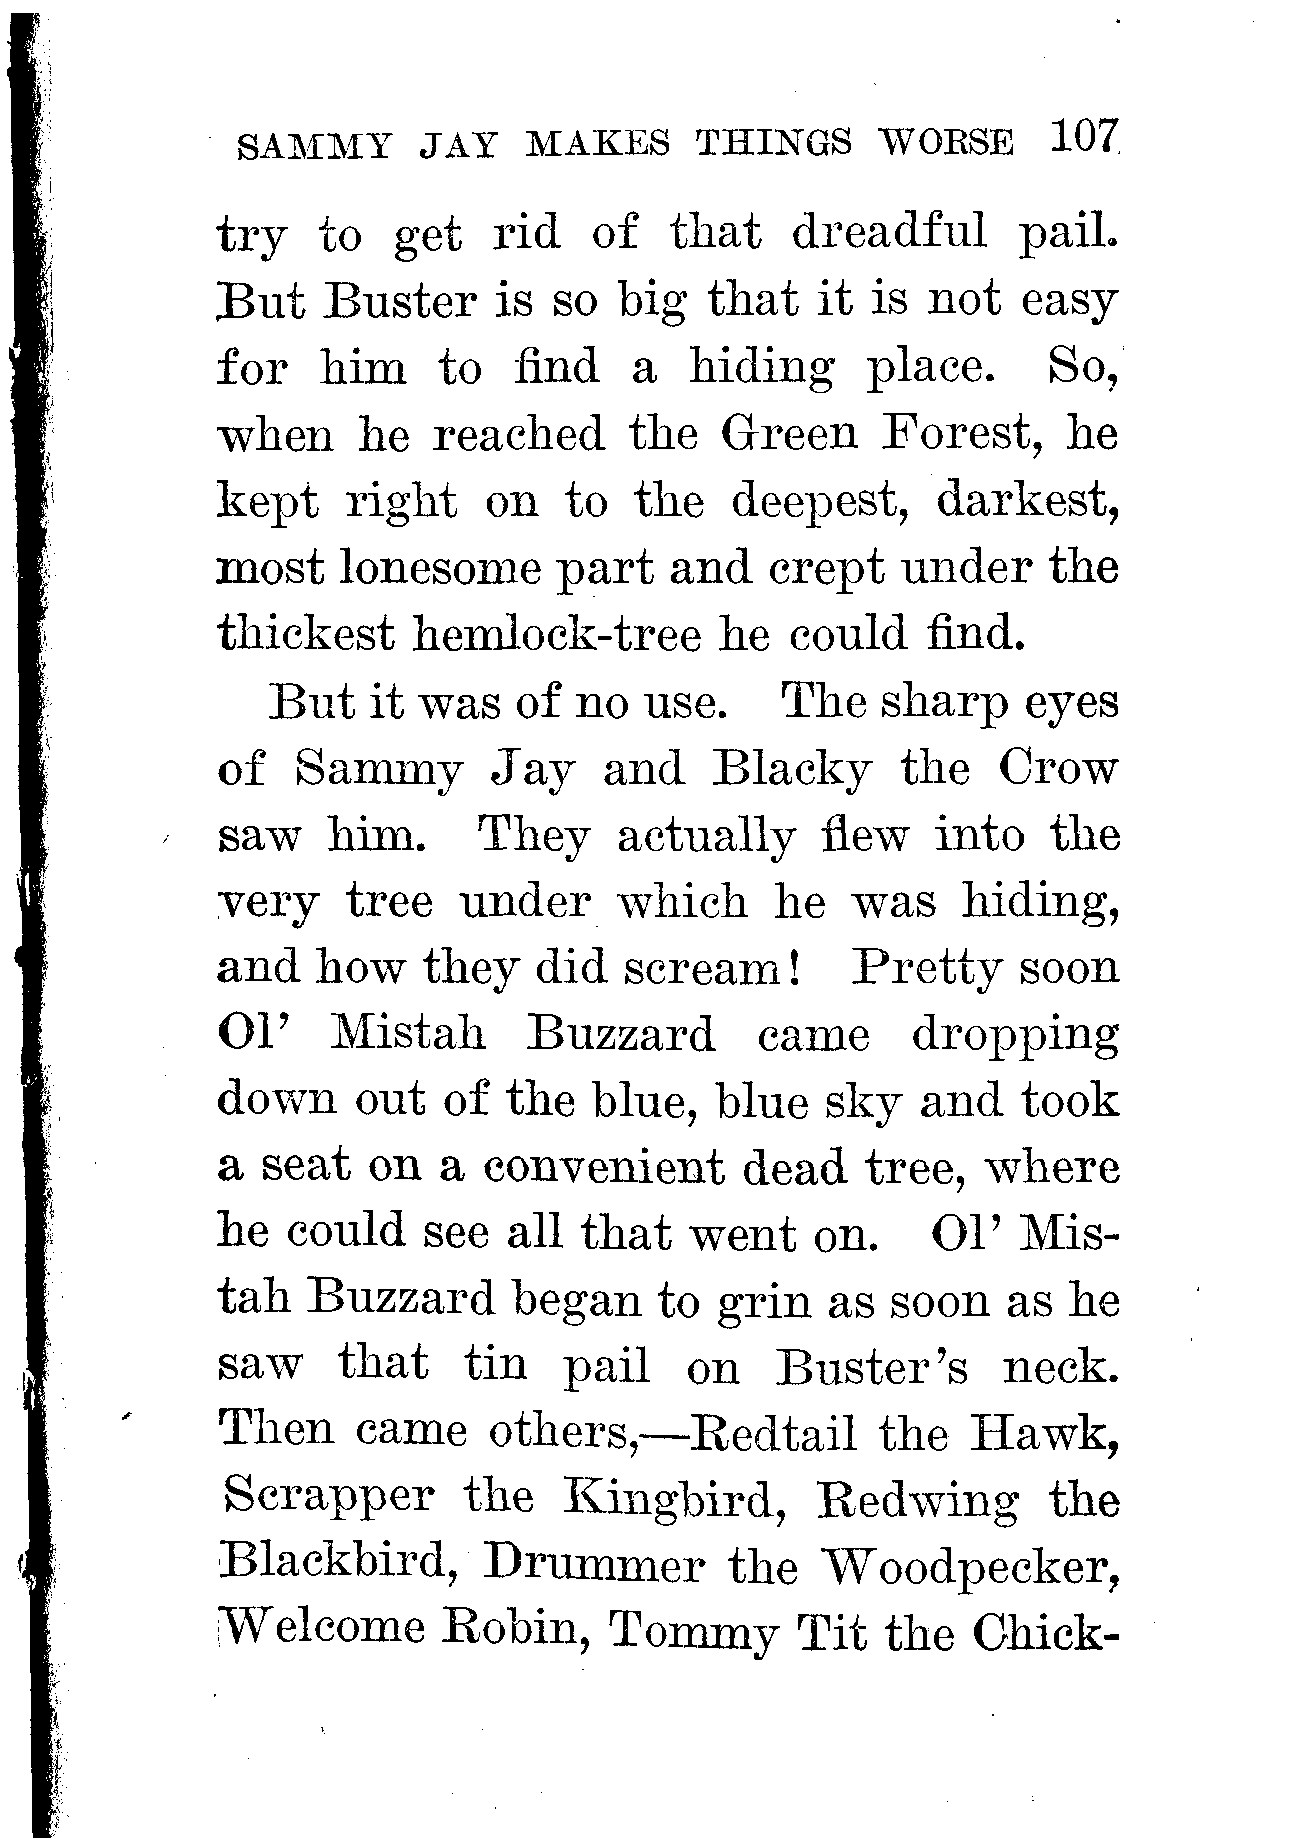 SAMMY JAY MAKES THINGS WORSE 107
try to get rid of that dreadful pail.
But Buster is so big that it is not easy
for him to find a hiding place. So,
when he reached the Green Forest, he
kept right on to the deepest, darkest,
most lonesome part and crept under the
thickest hemlock-tree he could find.
But it was of no use. The sharp eyes
of Sammy Jay and Blacky the Crow
saw him. They actually flew into the
very tree under which he was hiding,
and how they did scream! Pretty soon
Ol' Mistah Buzzard came dropping
down out of the blue, blue sky and took
a seat on a convenient dead tree, where
he could see all that went on. Ol' Mis-
tah Buzzard began to grin as soon as he
saw that tin pail on Buster's neck.
Then came others,—Redtail the Hawk,
Scrapper the Kingbird, Redwing the
Blackbird, Drummer the Woodpecker,
Welcome Robin, Tommy Tit the Chick-